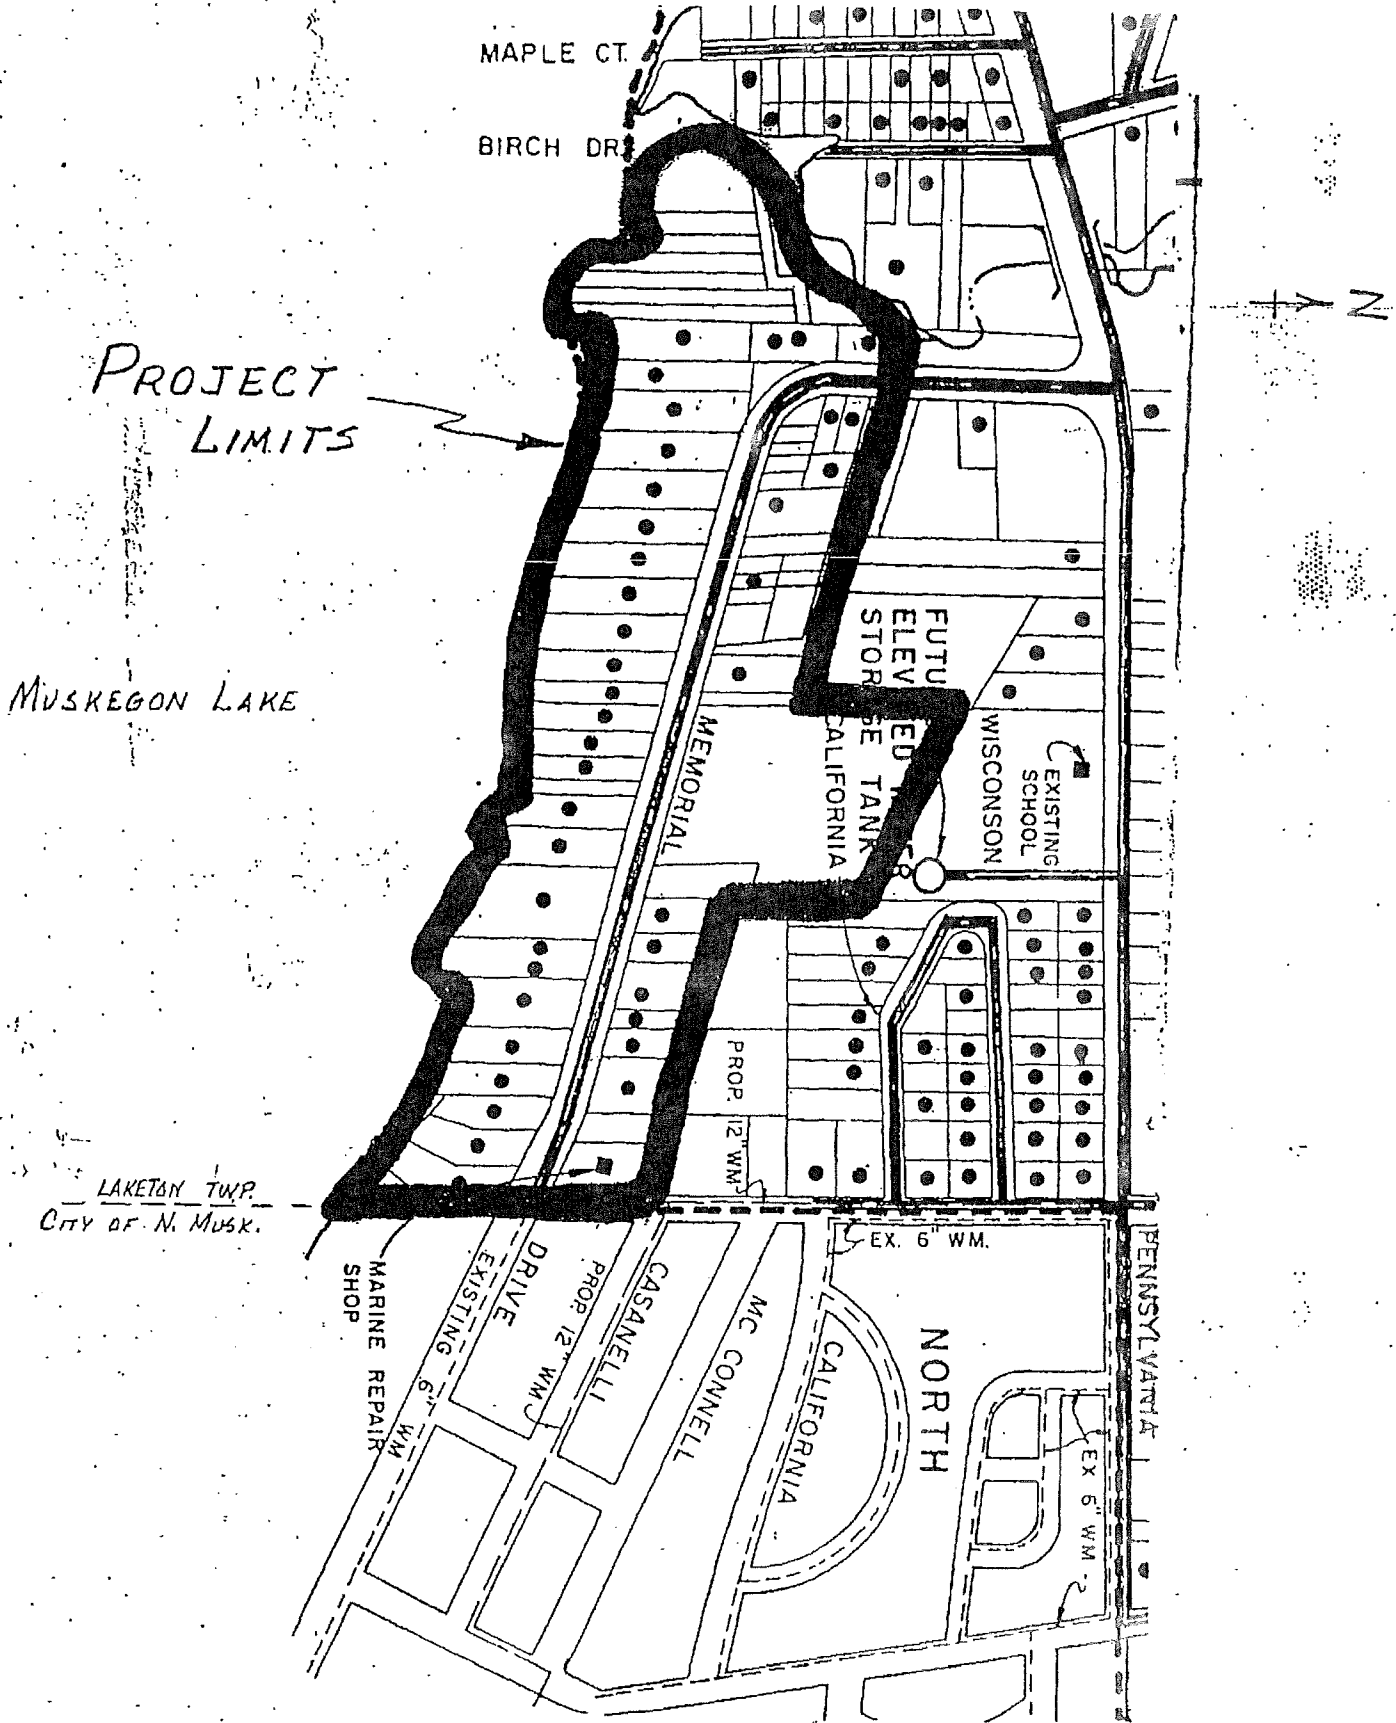 MAPLE CT.
BIRCH DR.
N
PROJECT
LIMITS
MUSKEGON LAKE
FUTU
ELEV ED
STOR GE TANK
CALIFORNIA
WISCONSON
EXISTING
SCHOOL
MEMORIAL
PROP. 12" WM
LAKETON TWP.
CITY OF N. MUSK.
EX. 6" WM.
PENNSYLVANIA
MARINE REPAIR
SHOP
EXISTING 6" WM
DRIVE
PROP. 12" WM
CASANELLI
MC CONNELL
CALIFORNIA
NORTH
EX 6" WM